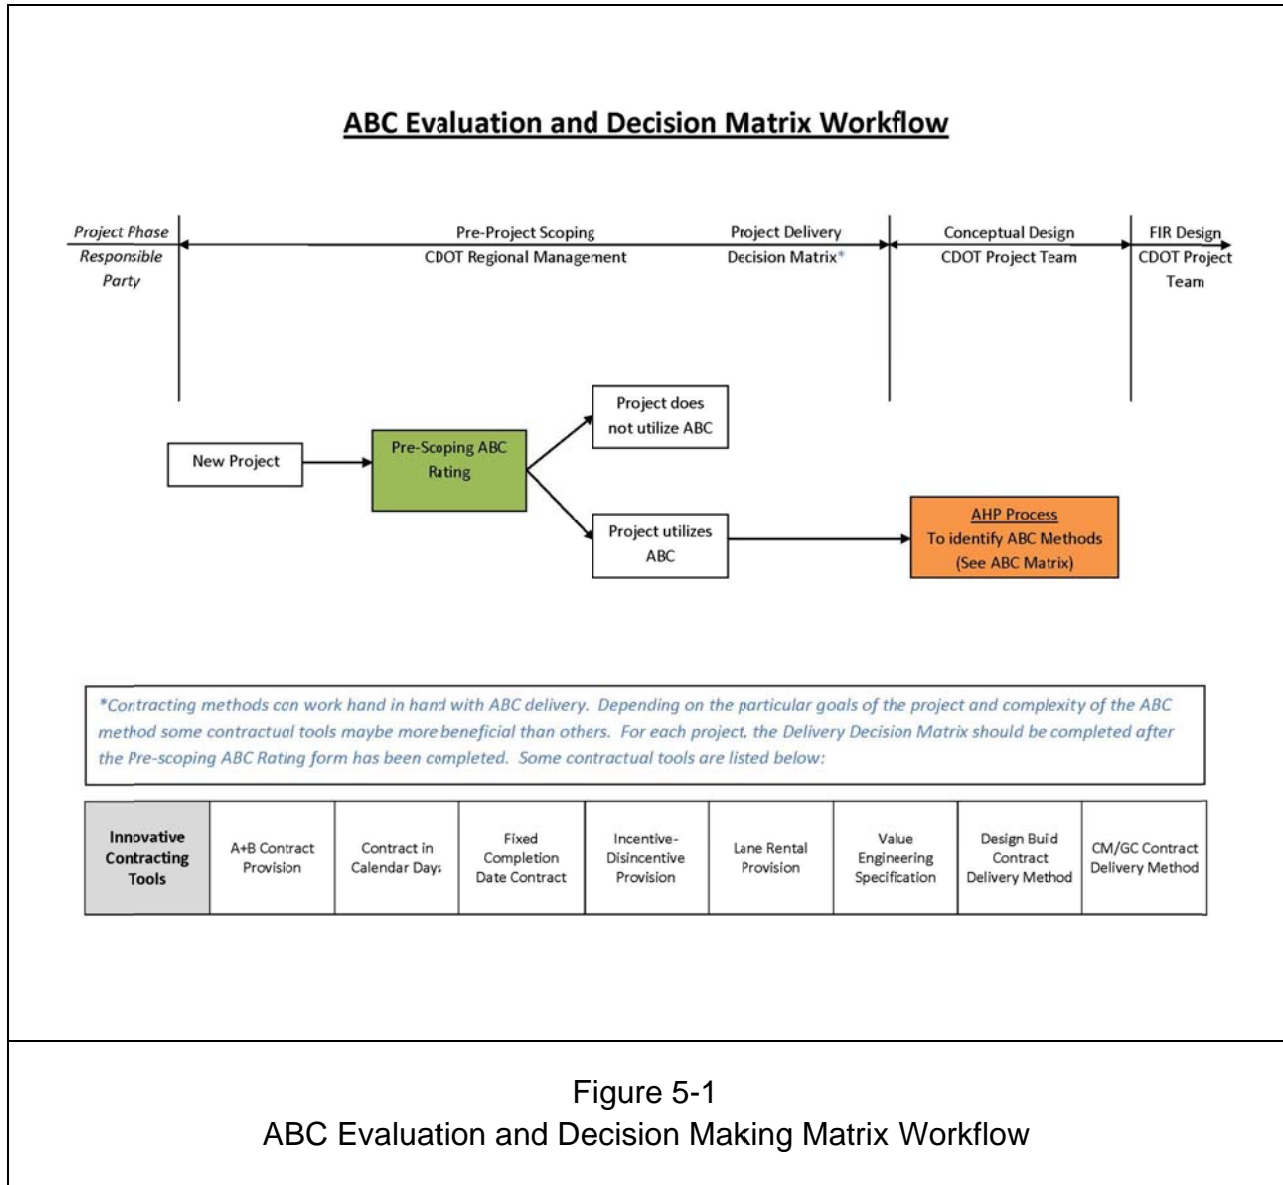 ABC Evaluation and Decision Matrix Workflow
Project Phase
Responsible
Party
Pre-Project Scoping
CDOT Regional Management
Project Delivery
Decision Matrix*
Conceptual Design
CDOT Project Team
FIR Design
CDOT Project
Team
New Project
Pre-Scoping ABC
Rating
Project does
not utilize ABC
Project utilizes
ABC
AHP Process
To identify ABC Methods
(See ABC Matrix)
*Contracting methods can work hand in hand with ABC delivery. Depending on the particular goals of the project and complexity of the ABC
method some contractual tools maybe more beneficial than others. For each project, the Delivery Decision Matrix should be completed after
the Pre-scoping ABC Rating form has been completed. Some contractual tools are listed below:
Innovative
Contracting
Tools
A+B Contract
Provision
Contract in
Calendar Days
Fixed
Completion
Date Contract
Incentive-
Disincentive
Provision
Lane Rental
Provision
Value
Engineering
Specification
Design Buid
Contract
Delivery Method
CM/GC Contract
Delivery Method
Figure 5-1
ABC Evaluation and Decision Making Matrix Workflow